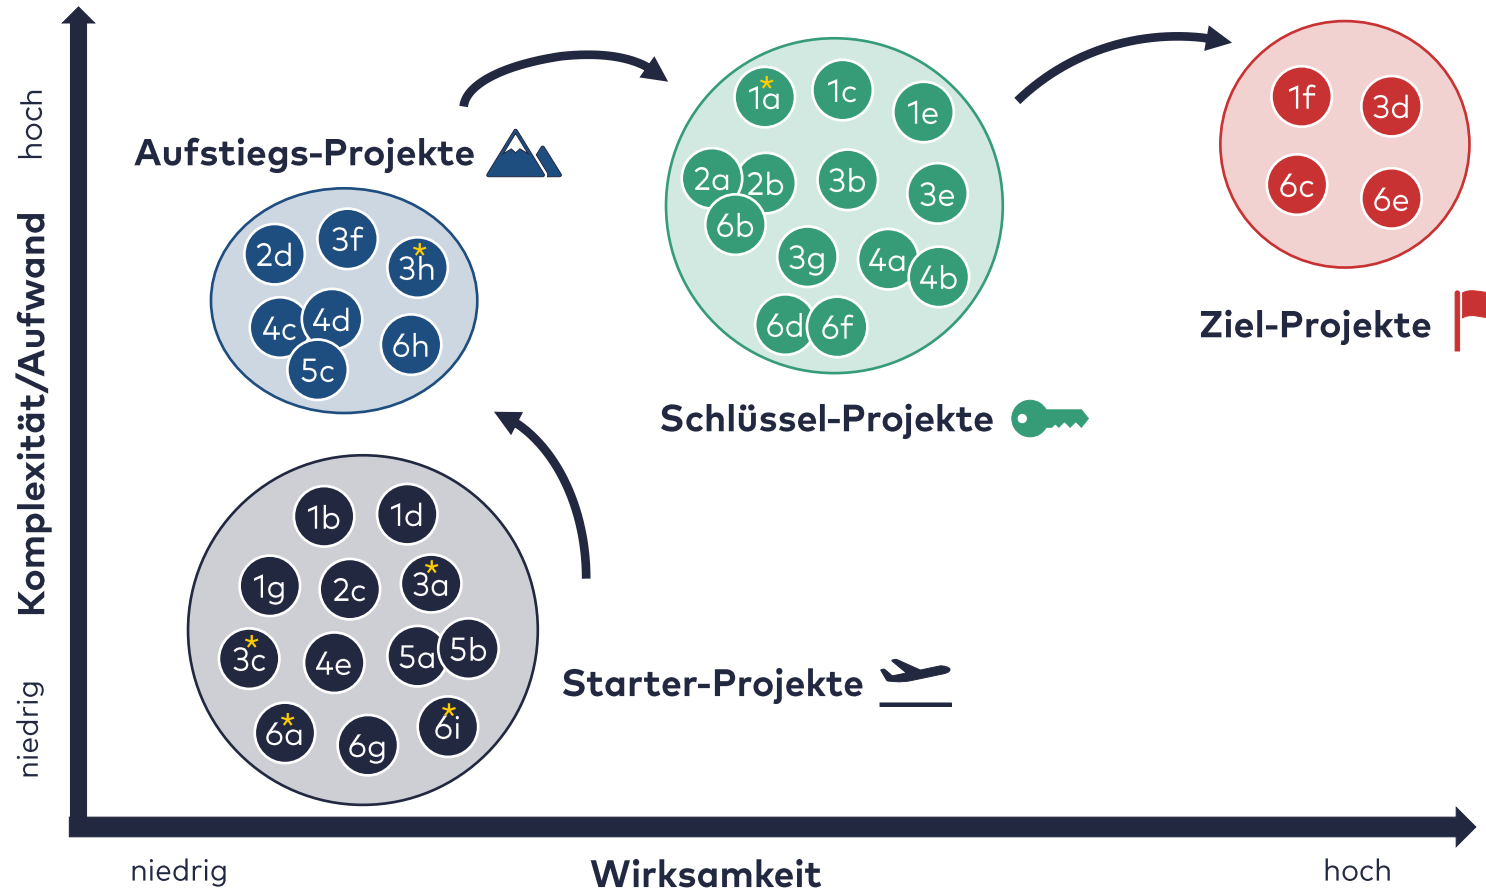 hoch
Komplexität/Aufwand
niedrig
Aufstiegs-Projekte
2d
3f
*
3h
4c
4d
5c
6h
*
1a
1c
1e
2a
2b
3b
3e
6b
3g
4a
4b
6d
6f
Schlüssel-Projekte
1f
3d
6c
6e
Ziel-Projekte
1b
1d
1g
2c
*
3a
*
3c
4e
5a
5b
*
6a
6g
*
6i
Starter-Projekte
niedrig
Wirksamkeit
hoch